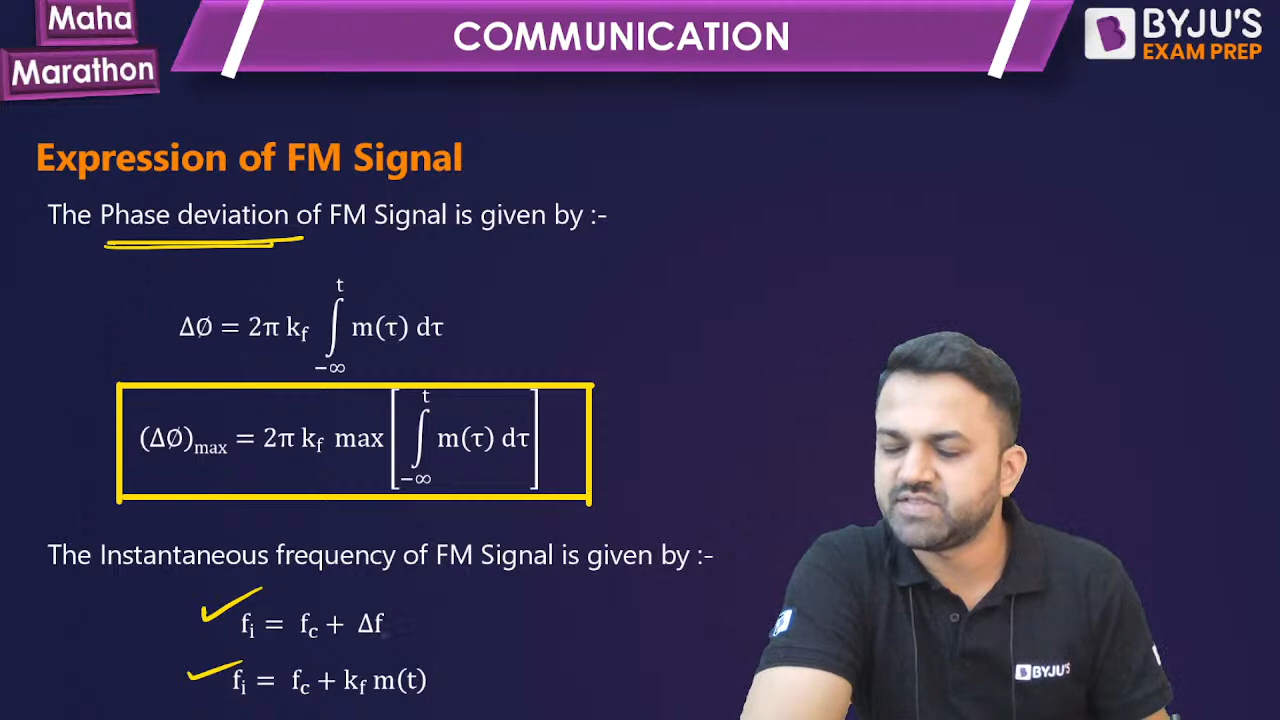 Maha
Marathon
COMMUNICATION
BYJU'S
EXAM PREP
Expression of FM Signal
The Phase deviation of FM Signal is given by :-
ΔØ = 2π k_f ∫_{-∞}^{t} m(τ) dτ
(ΔØ)_max = 2π k_f max [∫_{-∞}^{t} m(τ) dτ]
The Instantaneous frequency of FM Signal is given by :-
f_i = f_c + Δf
f_i = f_c + k_f m(t)
BYJU'S